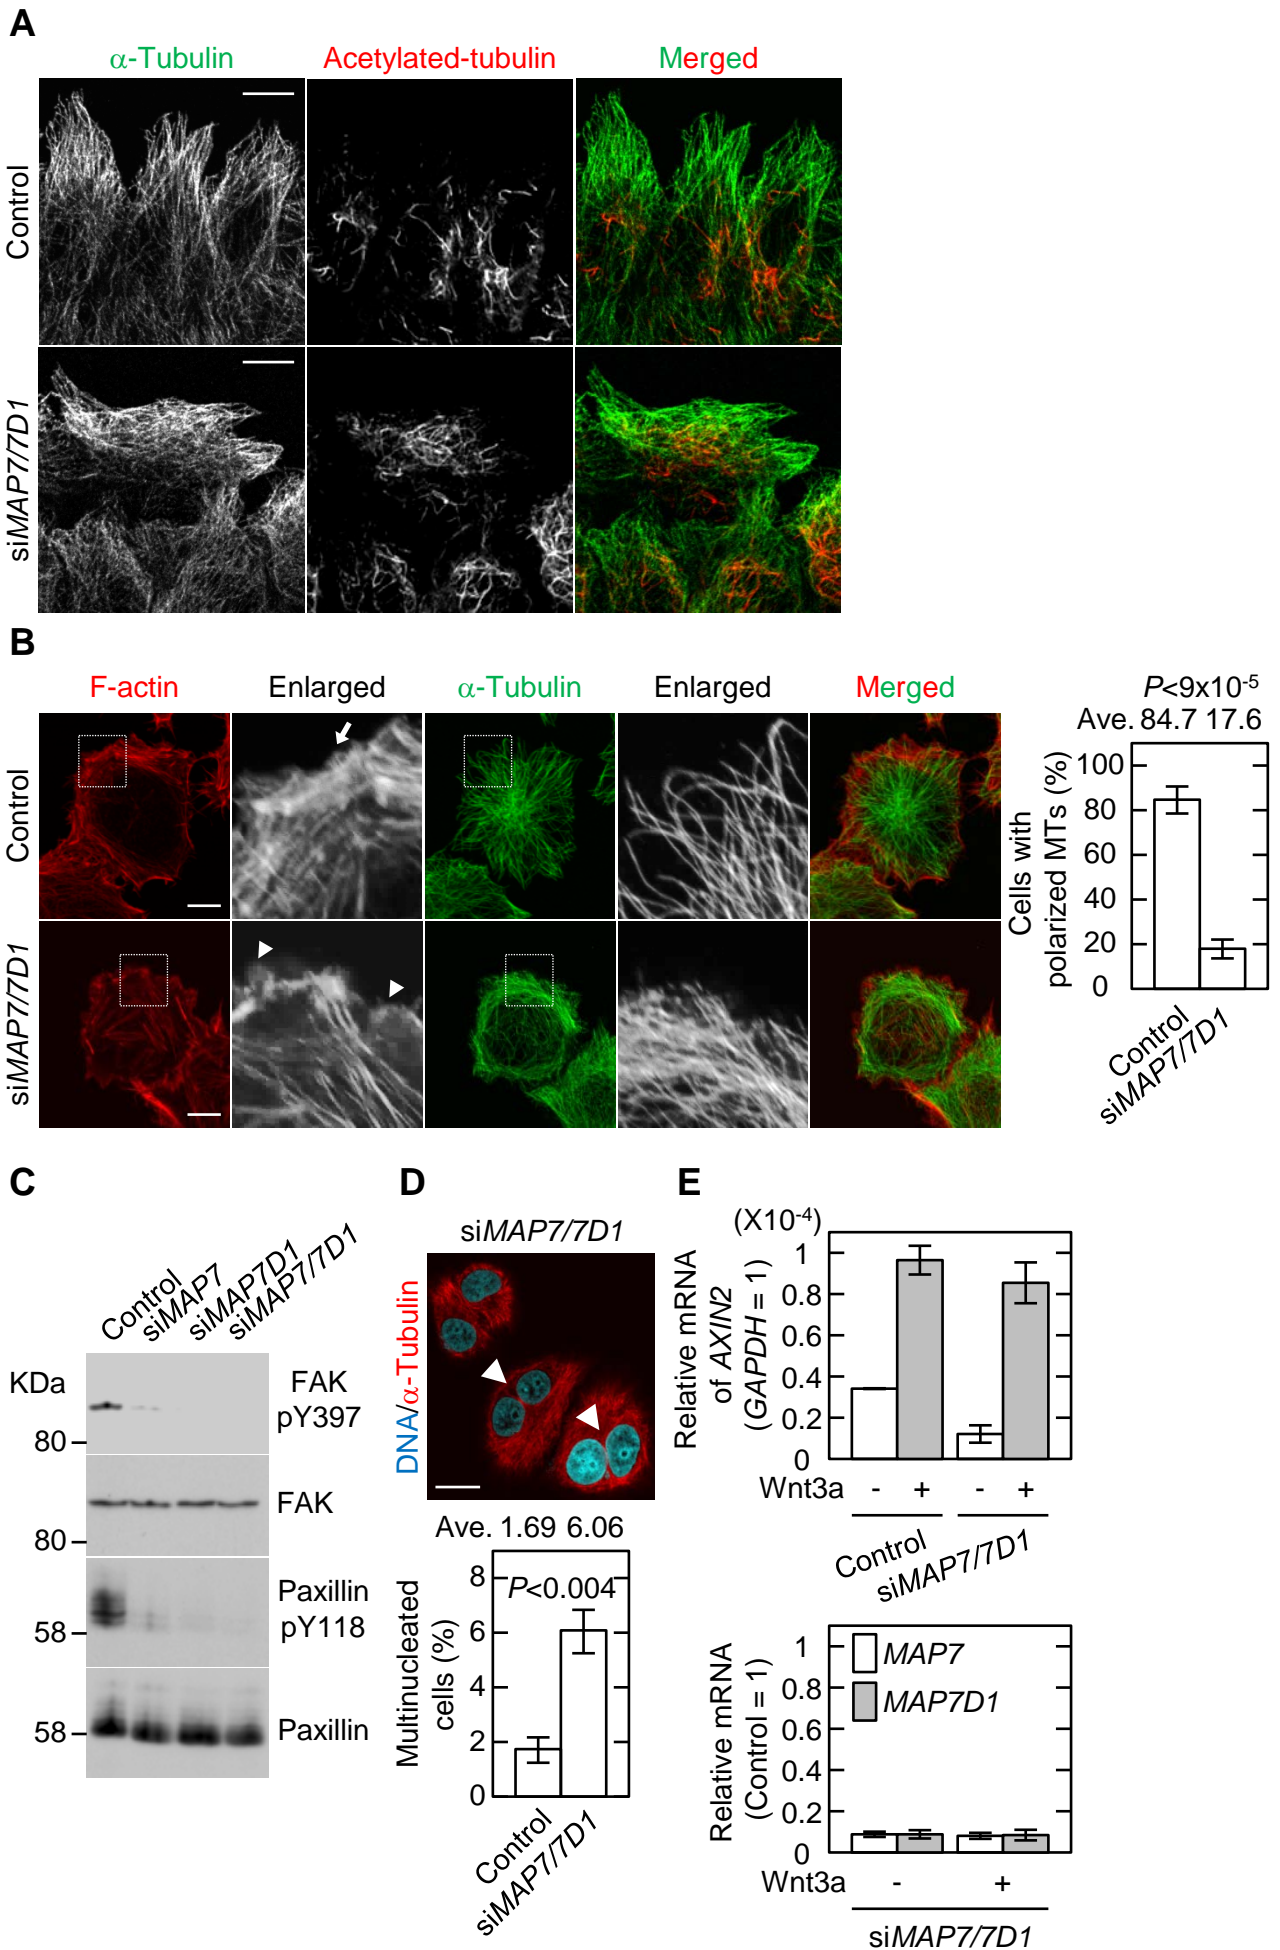 A
α-Tubulin
Acetylated-tubulin
Merged
Control
siMAP7/7D1
B
F-actin
Enlarged
α-Tubulin
Enlarged
Merged
Control
siMAP7/7D1
P<9x10-5
Ave. 84.7 17.6
Cells with
polarized MTs (%)
100
80
60
40
20
0
Control
siMAP7/7D1
C
Control
siMAP7
siMAP7D1
siMAP7/7D1
KDa
FAK
pY397
80
FAK
80
Paxillin
pY118
58
Paxillin
58
D
siMAP7/7D1
DNA/α-Tubulin
Ave. 1.69 6.06
P<0.004
Multinucleated
cells (%)
8
6
4
2
0
Control
siMAP7/7D1
E
(X10-4)
Relative mRNA
of AXIN2
(GAPDH = 1)
1
0.8
0.6
0.4
0.2
0
Wnt3a - + - +
Control
siMAP7/7D1
Relative mRNA
(Control = 1)
1
0.8
0.6
0.4
0.2
0
MAP7
MAP7D1
Wnt3a - +
siMAP7/7D1